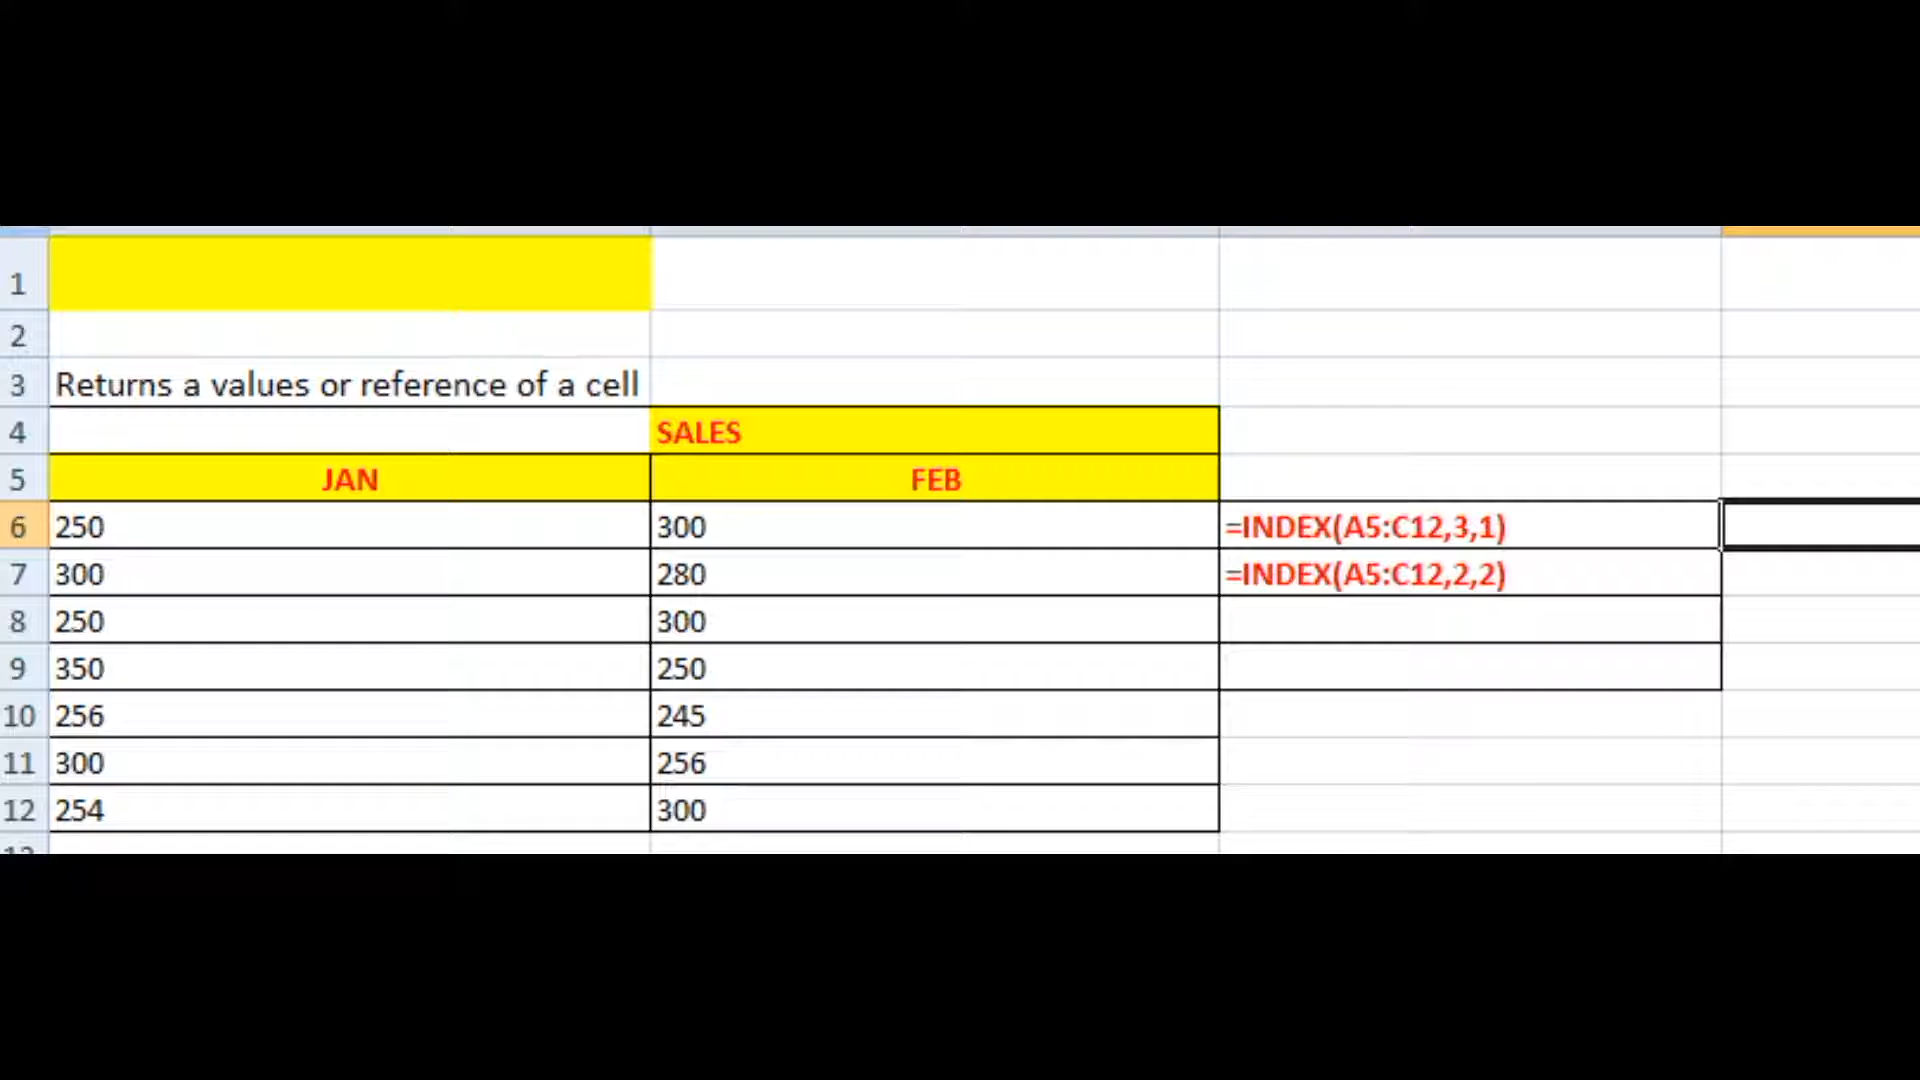 1
2
3 Returns a values or reference of a cell
4 SALES
5 JAN FEB
6 250 300 =INDEX(A5:C12,3,1)
7 300 280 =INDEX(A5:C12,2,2)
8 250 300
9 350 250
10 256 245
11 300 256
12 254 300